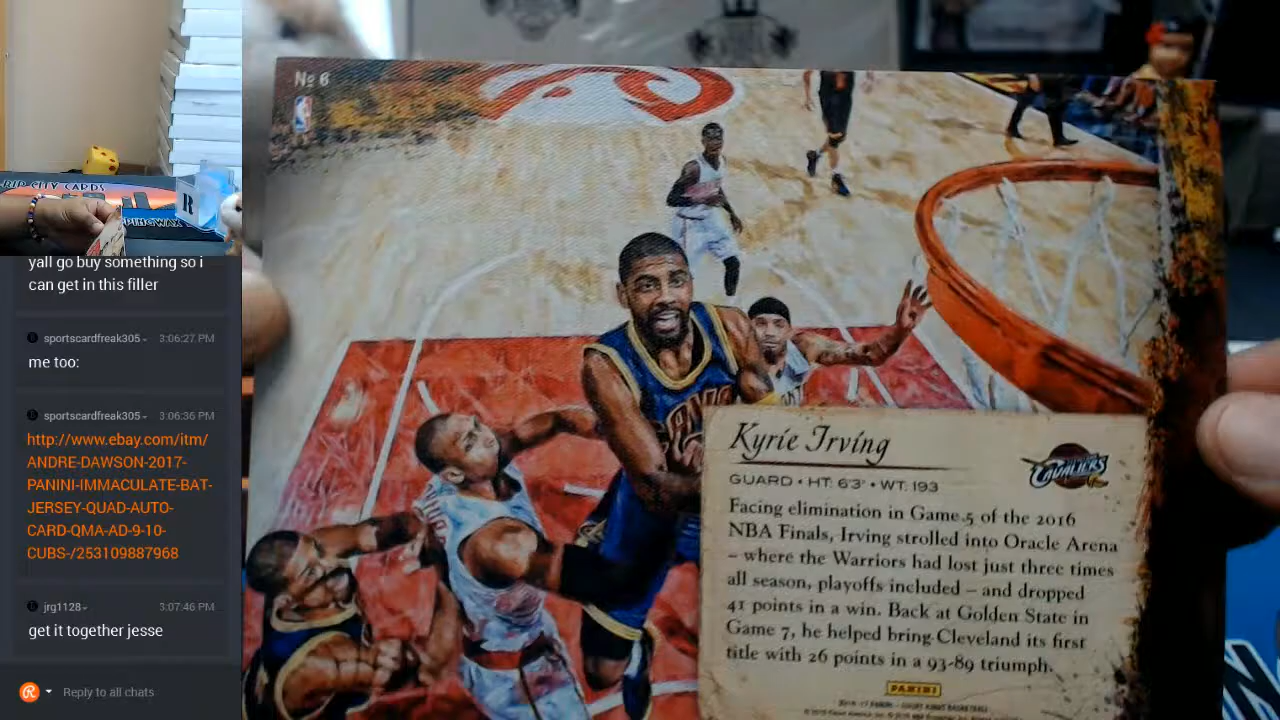 RIP CITY CARDS
R
PINGWAX
yall go buy something so i
can get in this filler
sportscardfreak305
3:06:27 PM
me too:
sportscardfreak305
3:06:36 PM
http://www.ebay.com/itm/
ANDRE-DAWSON-2017-
PANINI-IMMACULATE-BAT-
JERSEY-QUAD-AUTO-
CARD-QMA-AD-9-10-
CUBS-/253109887968
jrg1128
3:07:46 PM
get it together jesse
Reply to all chats
№ 6
Kyrie Irving
CAVALIERS
GUARD • HT: 6'3" • WT: 193
Facing elimination in Game 5 of the 2016
NBA Finals, Irving strolled into Oracle Arena
– where the Warriors had lost just three times
all season, playoffs included – and dropped
41 points in a win. Back at Golden State in
Game 7, he helped bring Cleveland its first
title with 26 points in a 93-89 triumph.
PANINI